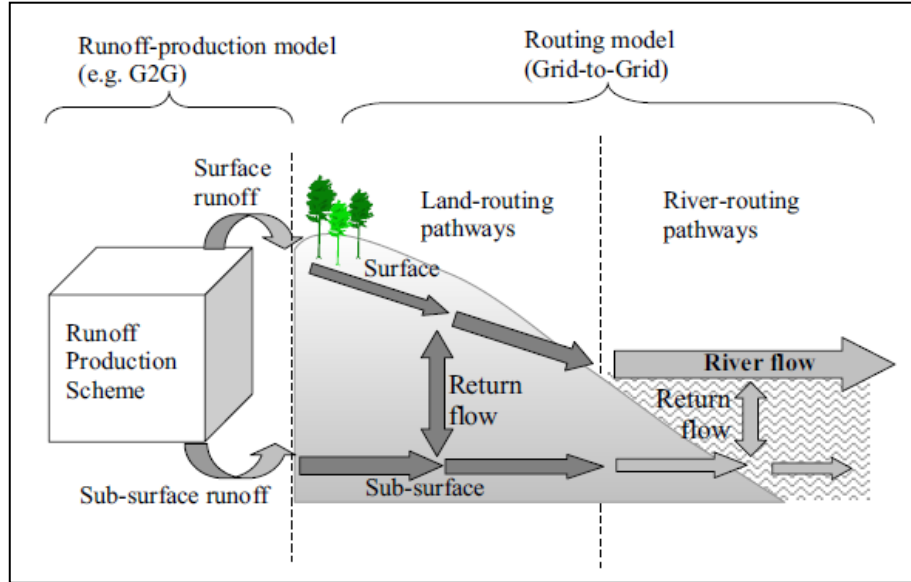 Runoff-production model
(e.g. G2G)
Routing model
(Grid-to-Grid)
Surface
runoff
Land-routing
pathways
River-routing
pathways
Surface
Runoff
Production
Scheme
River flow
Return
flow
Return
flow
Sub-surface
Sub-surface runoff